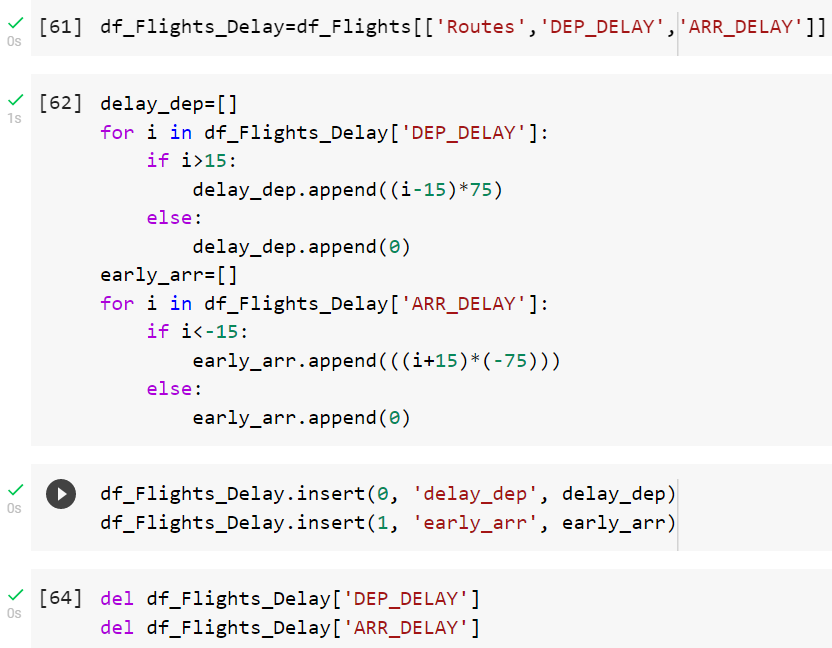 [61] df_Flights_Delay=df_Flights[['Routes','DEP_DELAY','ARR_DELAY']]
0s
[62] delay_dep=[]
1s
for i in df_Flights_Delay['DEP_DELAY']:
    if i>15:
        delay_dep.append((i-15)*75)
    else:
        delay_dep.append(0)
early_arr=[]
for i in df_Flights_Delay['ARR_DELAY']:
    if i<-15:
        early_arr.append(((i+15)*(-75)))
    else:
        early_arr.append(0)
df_Flights_Delay.insert(0, 'delay_dep', delay_dep)
0s
df_Flights_Delay.insert(1, 'early_arr', early_arr)
[64] del df_Flights_Delay['DEP_DELAY']
0s
del df_Flights_Delay['ARR_DELAY']